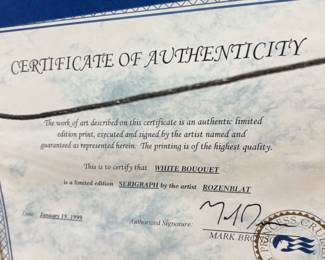 CERTIFICATE OF AUTHENTICITY
The work of art described on this certificate is an authentic limited
edition print, executed and signed by the artist named and
guaranteed as represented herein. The printing is of the highest quality.
This is to certify that WHITE BOUQUET
is a limited edition SERIGRAPH by the artist ROZENBLAT
Date: January 19, 1999
Authorized Signature:
MARK